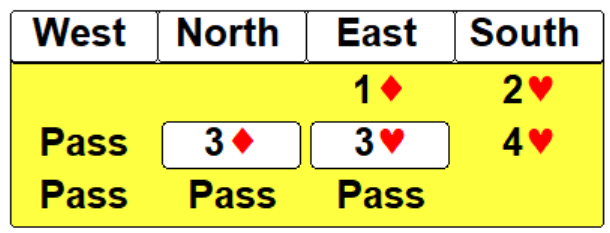 West North East South
1♦ 2♥
Pass 3♦ 3♥ 4♥
Pass Pass Pass